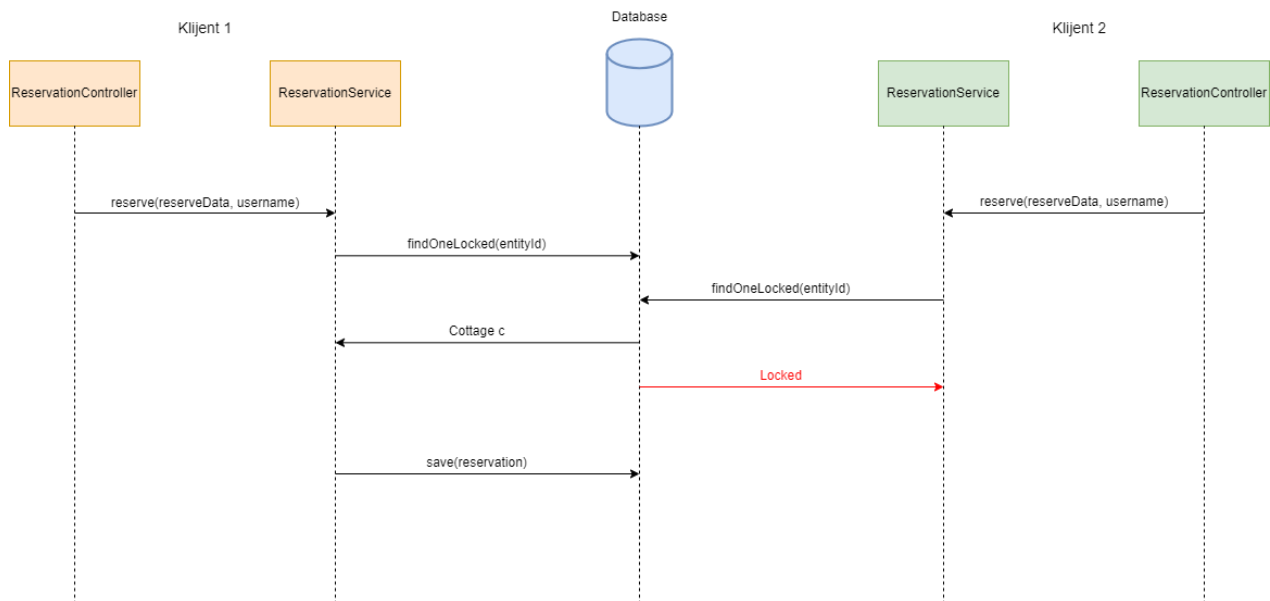 Database
Klijent 1
Klijent 2
ReservationController
ReservationService
ReservationService
ReservationController
reserve(reserveData, username)
reserve(reserveData, username)
findOneLocked(entityId)
findOneLocked(entityId)
Cottage c
Locked
save(reservation)